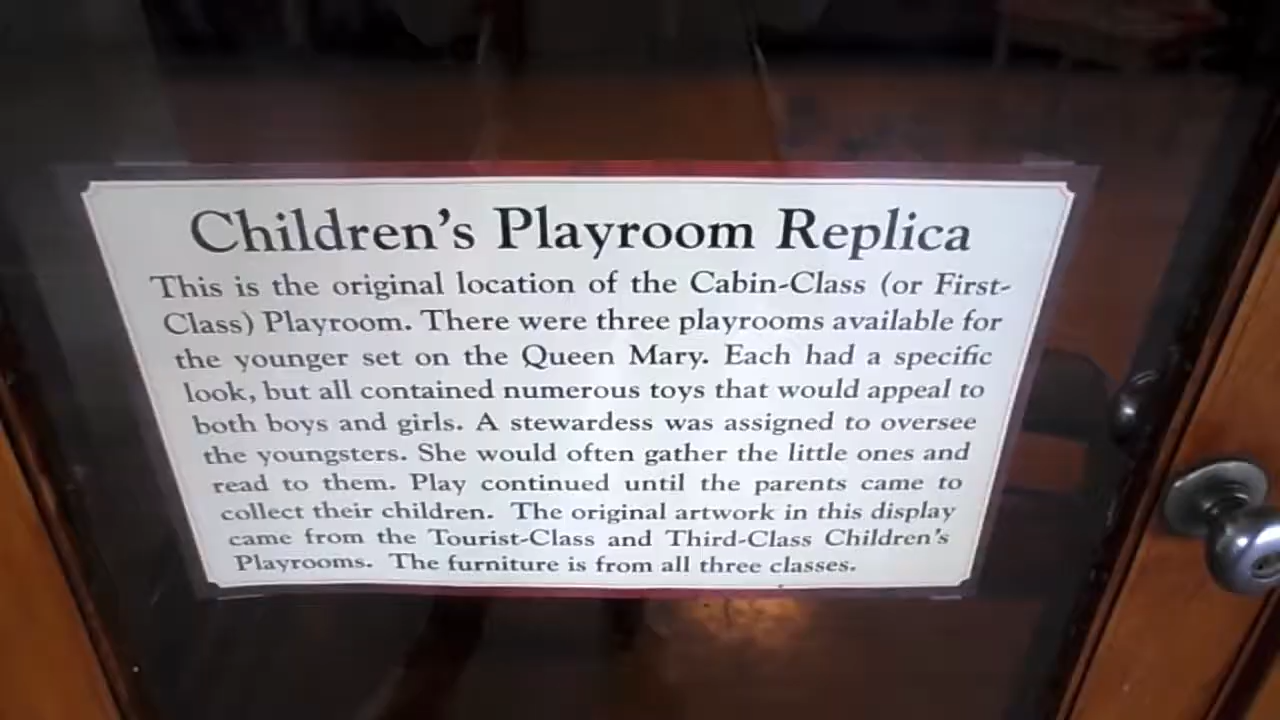 Children's Playroom Replica
This is the original location of the Cabin-Class (or First-
Class) Playroom. There were three playrooms available for
the younger set on the Queen Mary. Each had a specific
look, but all contained numerous toys that would appeal to
both boys and girls. A stewardess was assigned to oversee
the youngsters. She would often gather the little ones and
read to them. Play continued until the parents came to
collect their children. The original artwork in this display
came from the Tourist-Class and Third-Class Children's
Playrooms. The furniture is from all three classes.